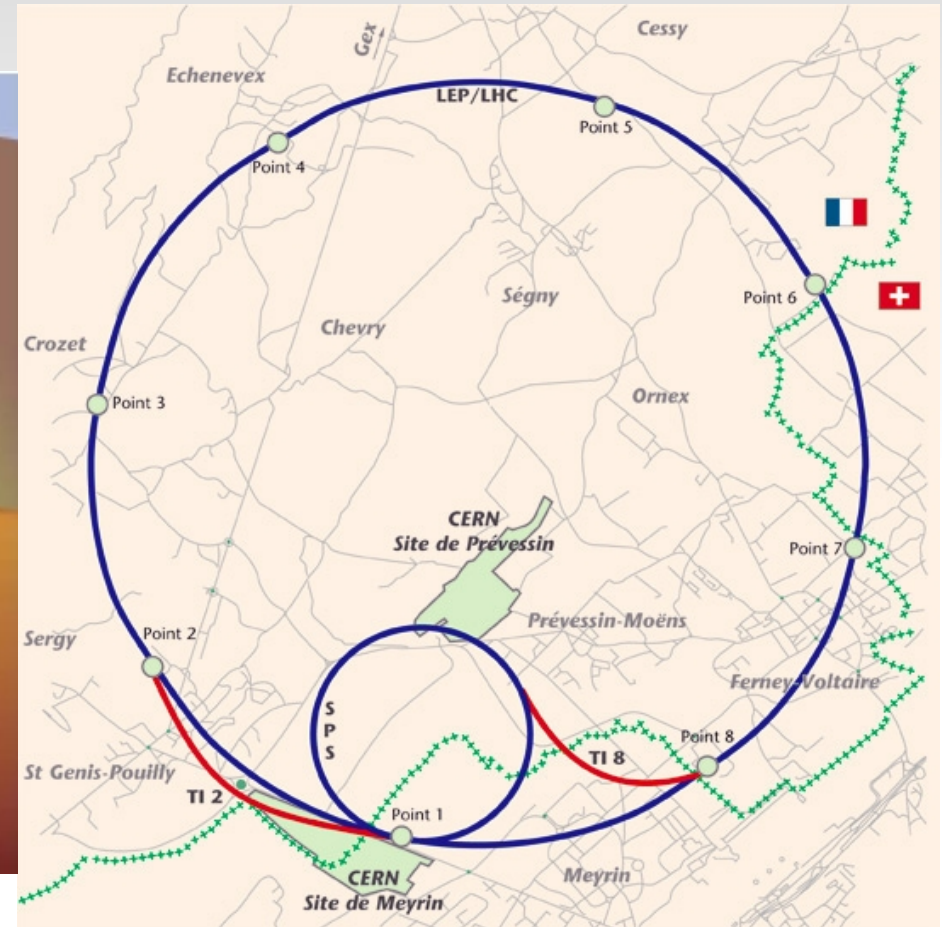 Cessy
Gex
Echenevex
LEP/LHC
Point 5
Point 4
Point 6
Ségny
Chevry
Crozet
Ornex
Point 3
CERN
Site de Prévessin
Point 7
Prévessin-Moëns
Point 2
Sergy
Ferney-Voltaire
S
P
S
Point 8
TI 8
St Genis-Pouilly
TI 2
Point 1
CERN
Site de Meyrin
Meyrin